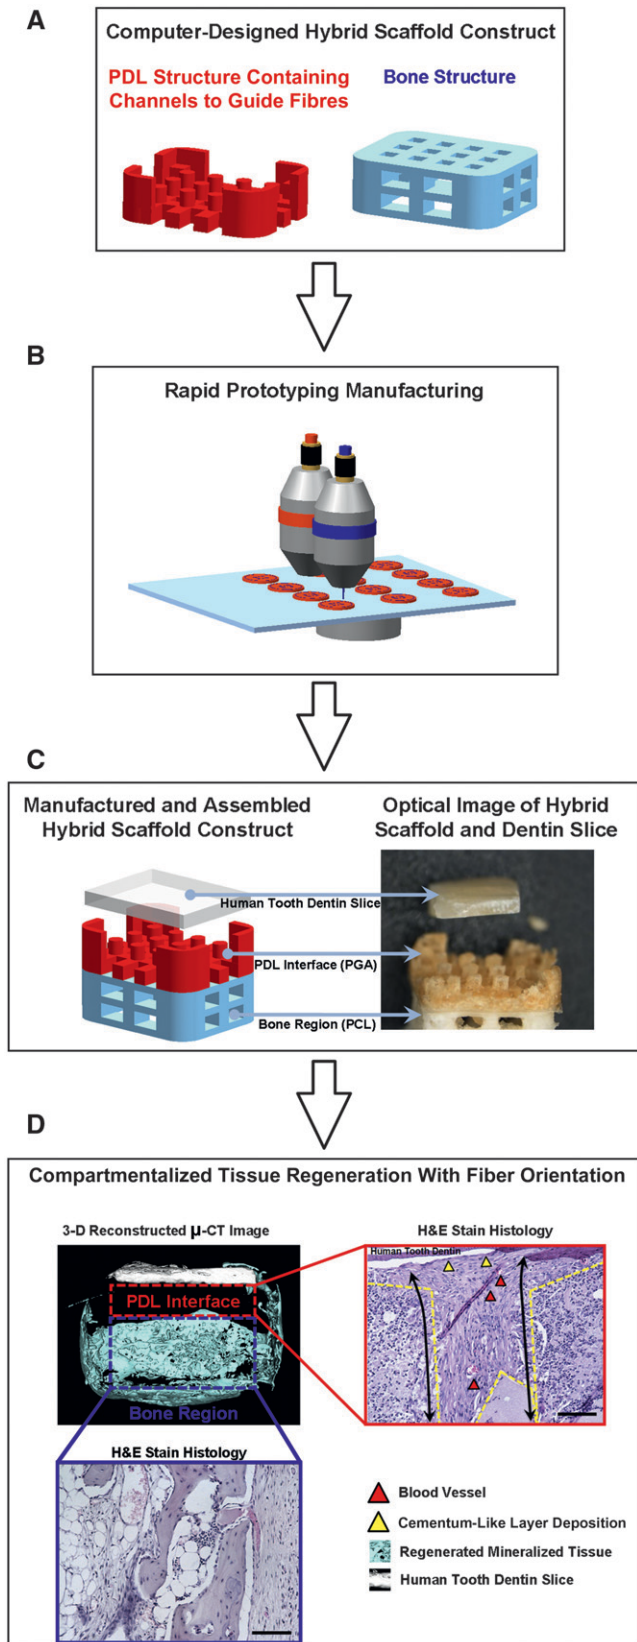 A
Computer-Designed Hybrid Scaffold Construct
PDL Structure Containing
Channels to Guide Fibres
Bone Structure
B
Rapid Prototyping Manufacturing
C
Manufactured and Assembled
Hybrid Scaffold Construct
Optical Image of Hybrid
Scaffold and Dentin Slice
Human Tooth Dentin Slice
PDL Interface (PGA)
Bone Region (PCL)
D
Compartmentalized Tissue Regeneration With Fiber Orientation
3-D Reconstructed μ-CT Image
PDL Interface
Bone Region
H&E Stain Histology
Human Tooth Dentin
H&E Stain Histology
Blood Vessel
Cementum-Like Layer Deposition
Regenerated Mineralized Tissue
Human Tooth Dentin Slice